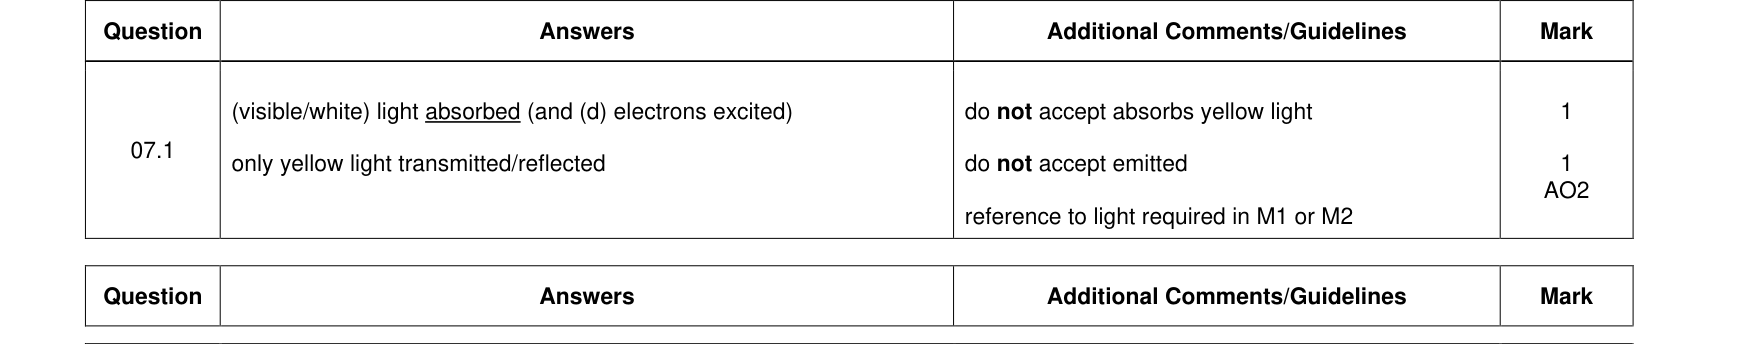 Question Answers Additional Comments/Guidelines Mark
(visible/white) light absorbed (and (d) electrons excited) do not accept absorbs yellow light 1
07.1
only yellow light transmitted/reflected do not accept emitted 1
AO2
reference to light required in M1 or M2
Question Answers Additional Comments/Guidelines Mark